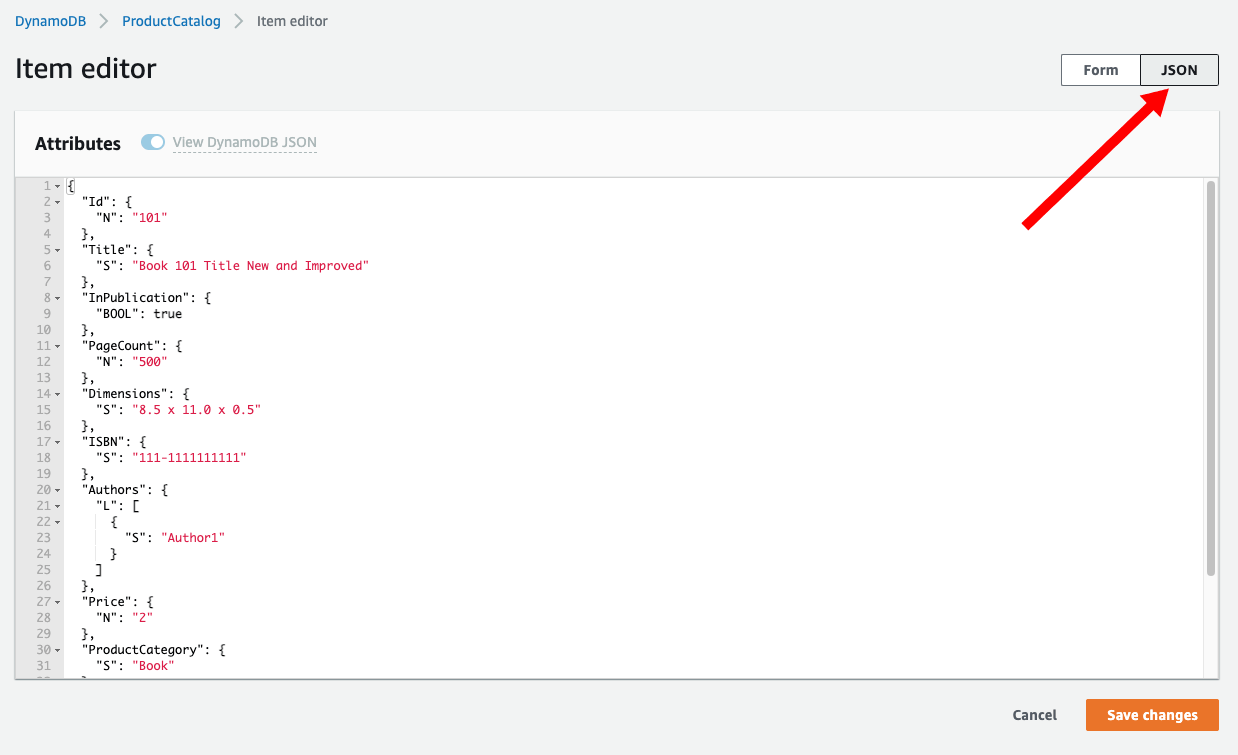 DynamoDB > ProductCatalog > Item editor
Item editor
Form JSON
Attributes View DynamoDB JSON
1 {
2 "Id": {
3 "N": "101"
4 },
5 "Title": {
6 "S": "Book 101 Title New and Improved"
7 },
8 "InPublication": {
9 "BOOL": true
10 },
11 "PageCount": {
12 "N": "500"
13 },
14 "Dimensions": {
15 "S": "8.5 x 11.0 x 0.5"
16 },
17 "ISBN": {
18 "S": "111-1111111111"
19 },
20 "Authors": {
21 "L": [
22 {
23 "S": "Author1"
24 }
25 ]
26 },
27 "Price": {
28 "N": "2"
29 },
30 "ProductCategory": {
31 "S": "Book"
Cancel Save changes